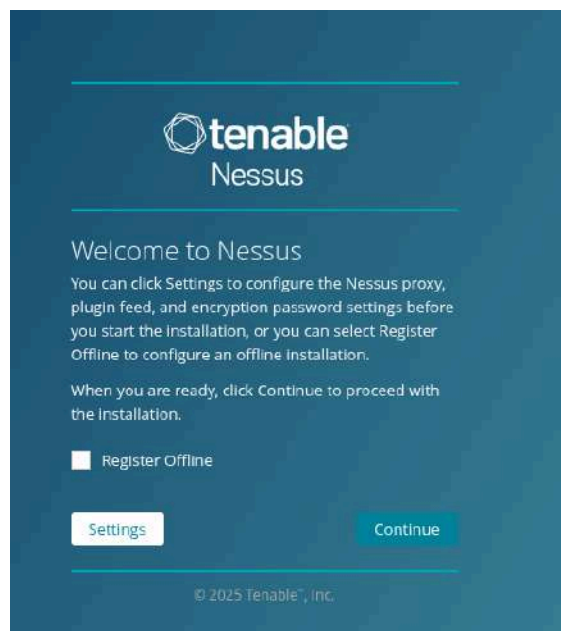 tenable
Nessus
Welcome to Nessus
You can click Settings to configure the Nessus proxy,
plugin feed, and encryption password settings before
you start the installation, or you can select Register
Offline to configure an offline installation.
When you are ready, click Continue to proceed with
the installation.
Register Offline
Settings
Continue
© 2025 Tenable™, Inc.